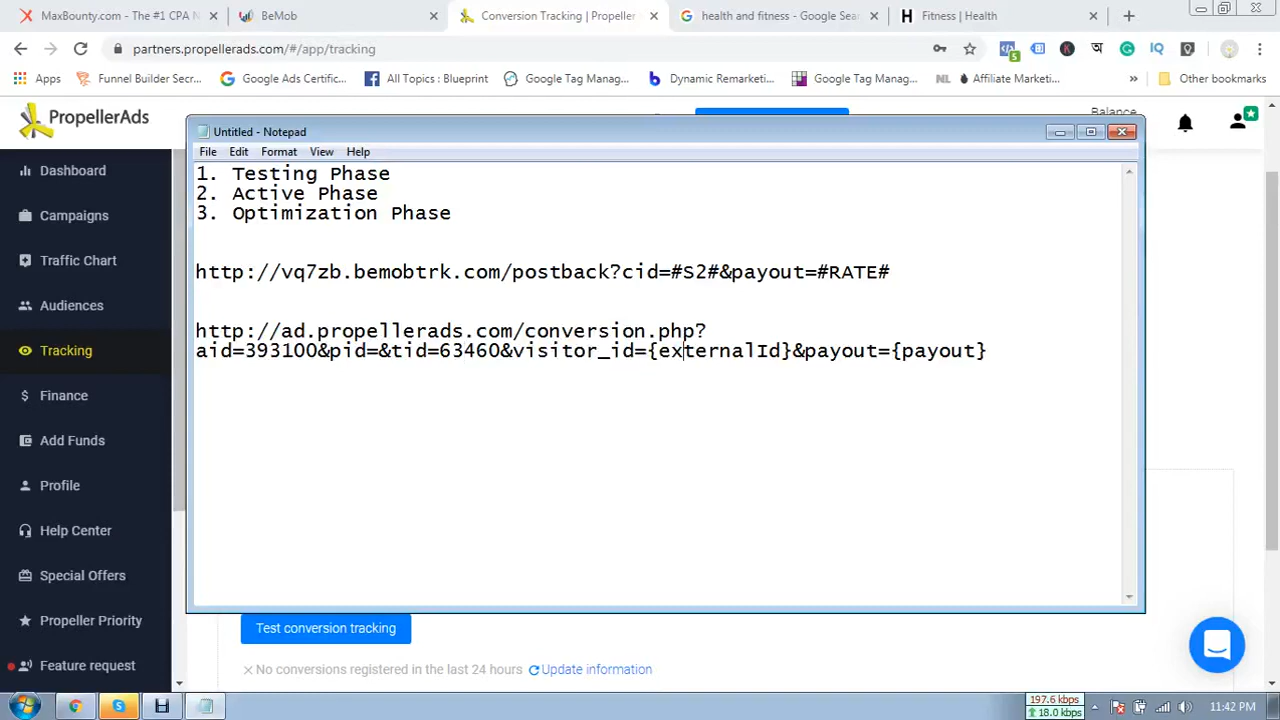 MaxBounty.com - The #1 CPA N
BeMob
Conversion Tracking | Propeller
health and fitness - Google Sea
Fitness | Health
partners.propellerads.com/#/app/tracking
5
Apps
Funnel Builder Secr...
Google Ads Certific...
All Topics : Blueprint
Google Tag Manag...
Dynamic Remarketi...
Google Tag Manag...
NL
Affiliate Marketi...
»
Other bookmarks
PropellerAds
Balance
Untitled - Notepad
File Edit Format View Help
1. Testing Phase
2. Active Phase
3. Optimization Phase
http://vq7zb.bemobtrk.com/postback?cid=#S2#&payout=#RATE#
http://ad.propellerads.com/conversion.php?
aid=393100&pid=&tid=63460&visitor_id={externalId}&payout={payout}
Dashboard
Campaigns
Traffic Chart
Audiences
Tracking
Finance
Add Funds
Profile
Help Center
Special Offers
Propeller Priority
Feature request
Test conversion tracking
No conversions registered in the last 24 hours
Update information
197.6 kbps
18.0 kbps
11:42 PM